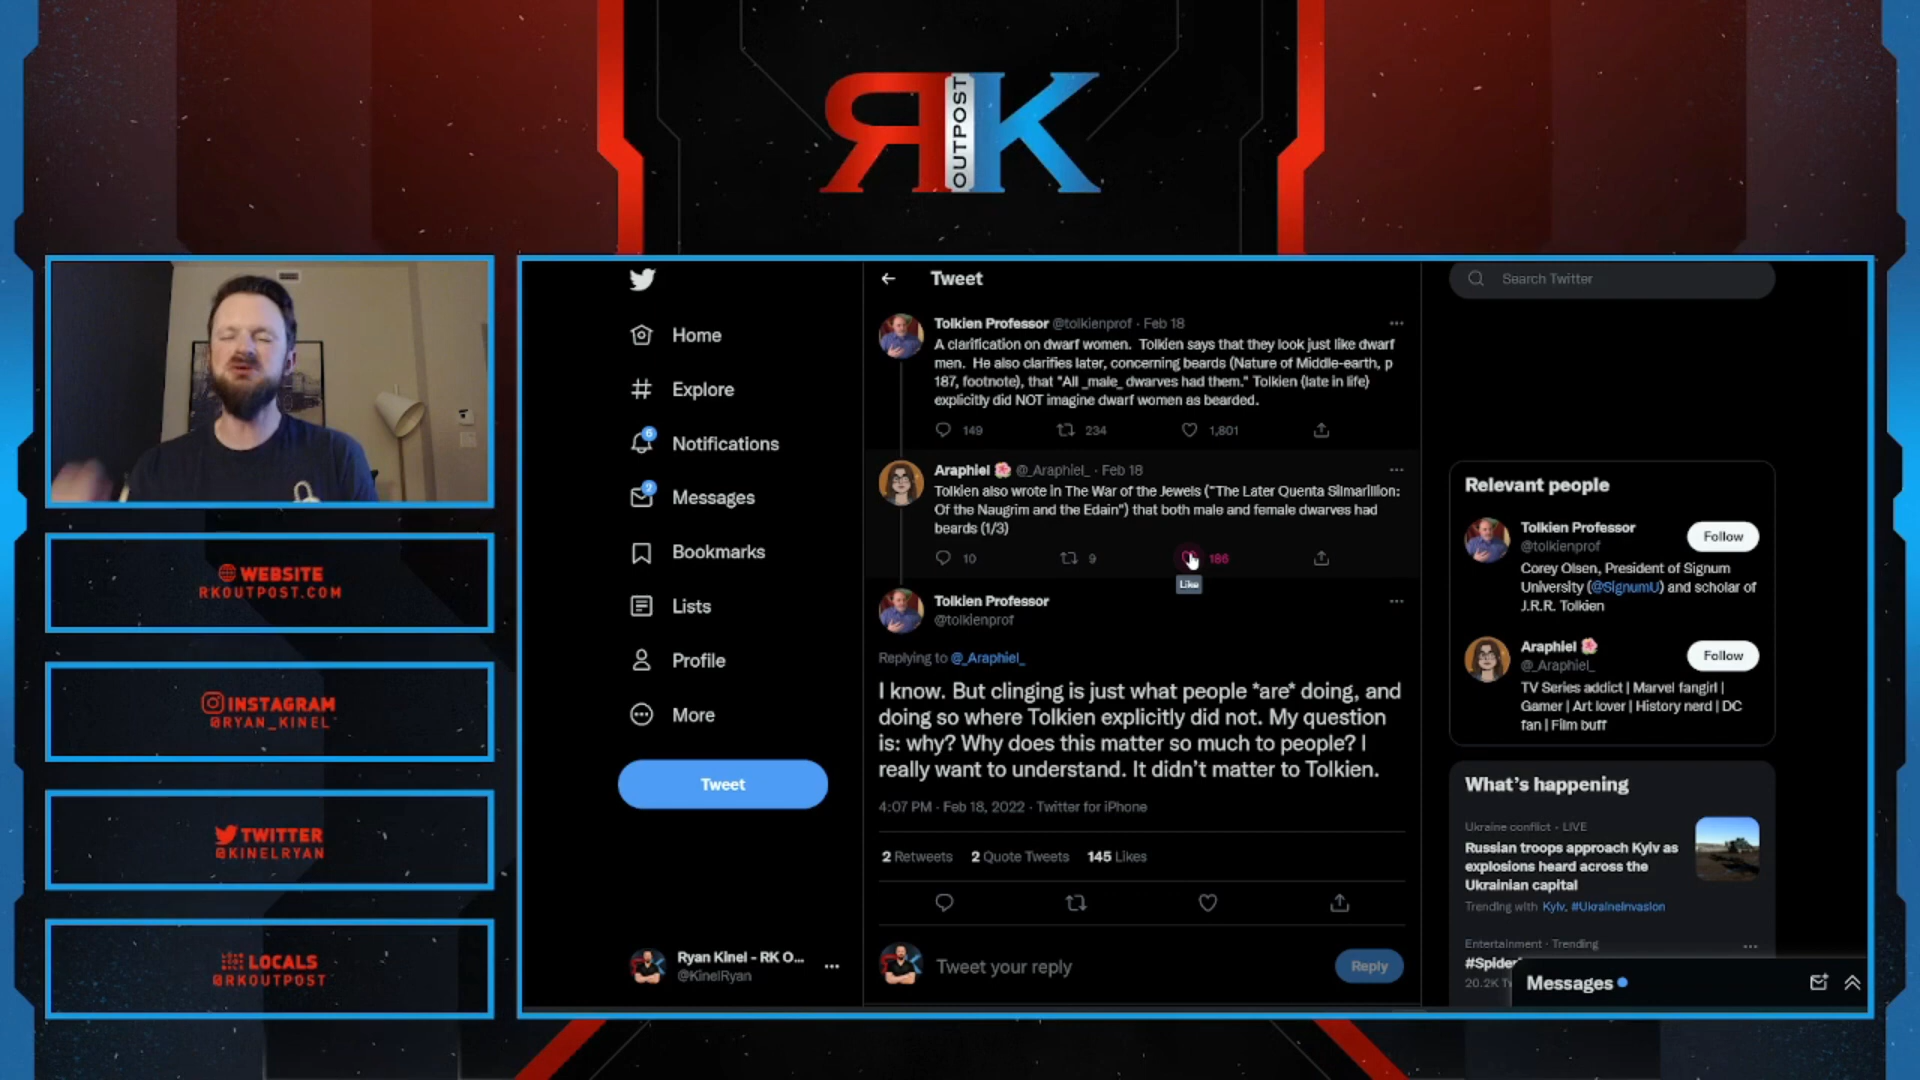 RK
OUTPOST
WEBSITE
RKOUTPOST.COM
INSTAGRAM
@RYAN_KINEL
TWITTER
@KINELRYAN
LOCALS
@RKOUTPOST
Home
Explore
6
Notifications
2
Messages
Bookmarks
Lists
Profile
More
Tweet
Ryan Kinel - RK O...
@KinelRyan
Tweet
Tolkien Professor @tolkienprof · Feb 18
A clarification on dwarf women. Tolkien says that they look just like dwarf
men. He also clarifies later, concerning beards (Nature of Middle-earth, p
187, footnote), that "All _male_ dwarves had them." Tolkien (late in life)
explicitly did NOT imagine dwarf women as bearded.
149 234 1,801
Araphiel @_Araphiel_ · Feb 18
Tolkien also wrote in The War of the Jewels ("The Later Quenta Silmarillion:
Of the Naugrim and the Edain") that both male and female dwarves had
beards (1/3)
10 9 186
Like
Tolkien Professor
@tolkienprof
Replying to @_Araphiel_
I know. But clinging is just what people *are* doing, and
doing so where Tolkien explicitly did not. My question
is: why? Why does this matter so much to people? I
really want to understand. It didn't matter to Tolkien.
4:07 PM · Feb 18, 2022 · Twitter for iPhone
2 Retweets 2 Quote Tweets 145 Likes
Tweet your reply
Reply
Search Twitter
Relevant people
Tolkien Professor
@tolkienprof
Follow
Corey Olsen, President of Signum
University (@SignumU) and scholar of
J.R.R. Tolkien
Araphiel
@_Araphiel_
Follow
TV Series addict | Marvel fangirl |
Gamer | Art lover | History nerd | DC
fan | Film buff
What's happening
Ukraine conflict · LIVE
Russian troops approach Kyiv as
explosions heard across the
Ukrainian capital
Trending with Kyiv, #UkraineInvasion
Entertainment · Trending
#Spider
20.2K
Messages